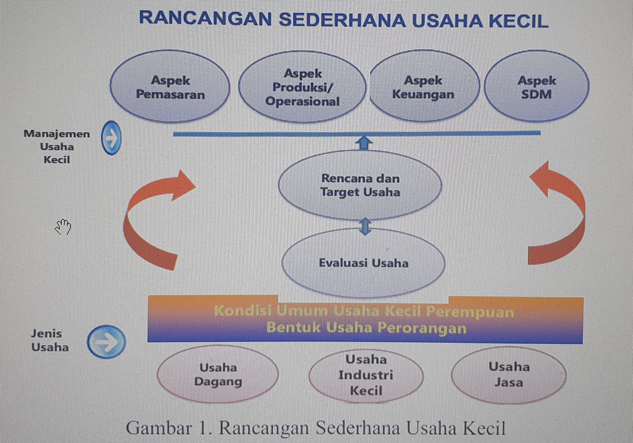 RANCANGAN SEDERHANA USAHA KECIL
Aspek
Pemasaran
Aspek
Produksi/
Operasional
Aspek
Keuangan
Aspek
SDM
Manajemen
Usaha
Kecil
Rencana dan
Target Usaha
Evaluasi Usaha
Kondisi Umum Usaha Kecil Perempuan
Bentuk Usaha Perorangan
Jenis
Usaha
Usaha
Dagang
Usaha
Industri
Kecil
Usaha
Jasa
Gambar 1. Rancangan Sederhana Usaha Kecil